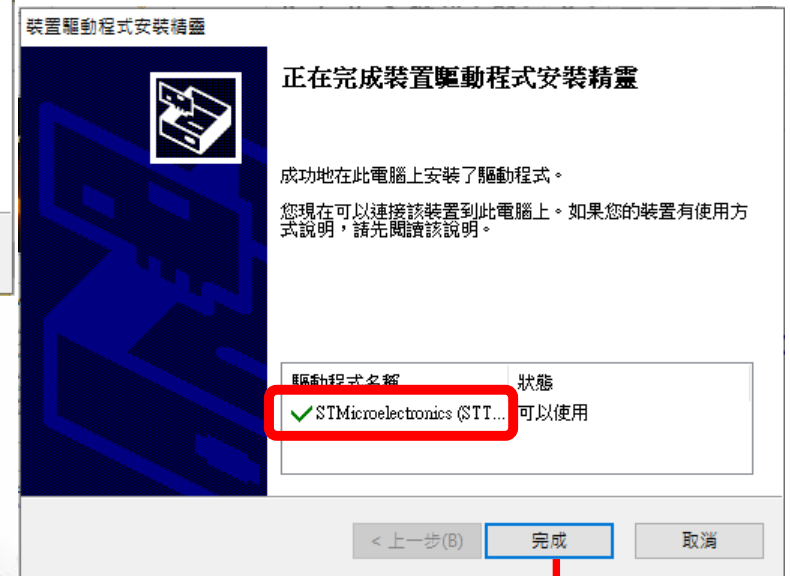 裝置驅動程式安裝精靈
正在完成裝置驅動程式安裝精靈
成功地在此電腦上安裝了驅動程式。
您現在可以連接該裝置到此電腦上。如果您的裝置有使用方
式說明，請先閱讀該說明。
驅動程式名稱 狀態
STMicroelectronics (STT... 可以使用
< 上一步(B) 完成 取消